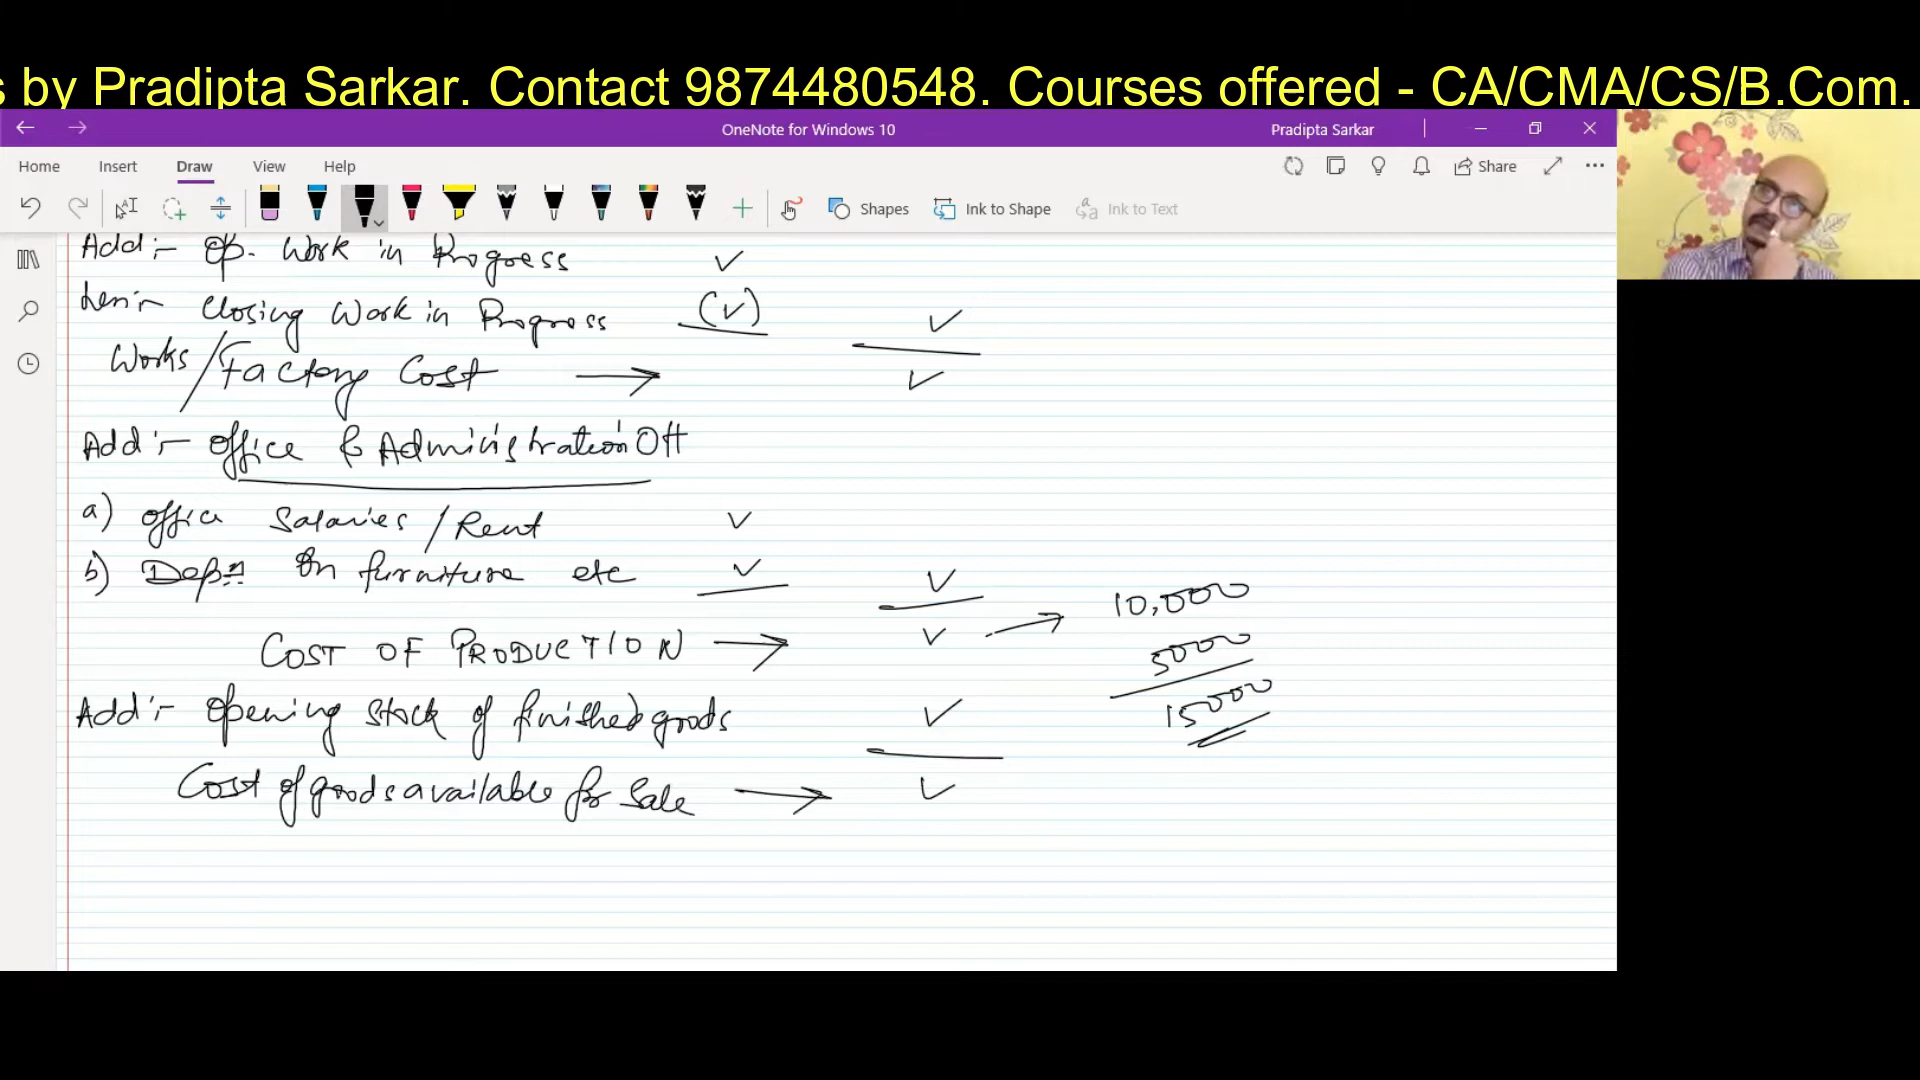 s by Pradipta Sarkar. Contact 9874480548. Courses offered - CA/CMA/CS/B.Com.
OneNote for Windows 10
Pradipta Sarkar
Home Insert Draw View Help
Share
Shapes Ink to Shape Ink to Text
Add:- Op. Work in Progress ✓
Less:- Closing Work in Progress (✓) ✓
Works/Factory Cost → ✓
Add:- Office & Administration OH
a) Office Salaries/Rent ✓
b) Depn on furniture etc ✓ ✓
COST OF PRODUCTION → ✓ → 10,000
5000
15000
Add:- Opening Stock of finished goods ✓
Cost of goods available for Sale → ✓